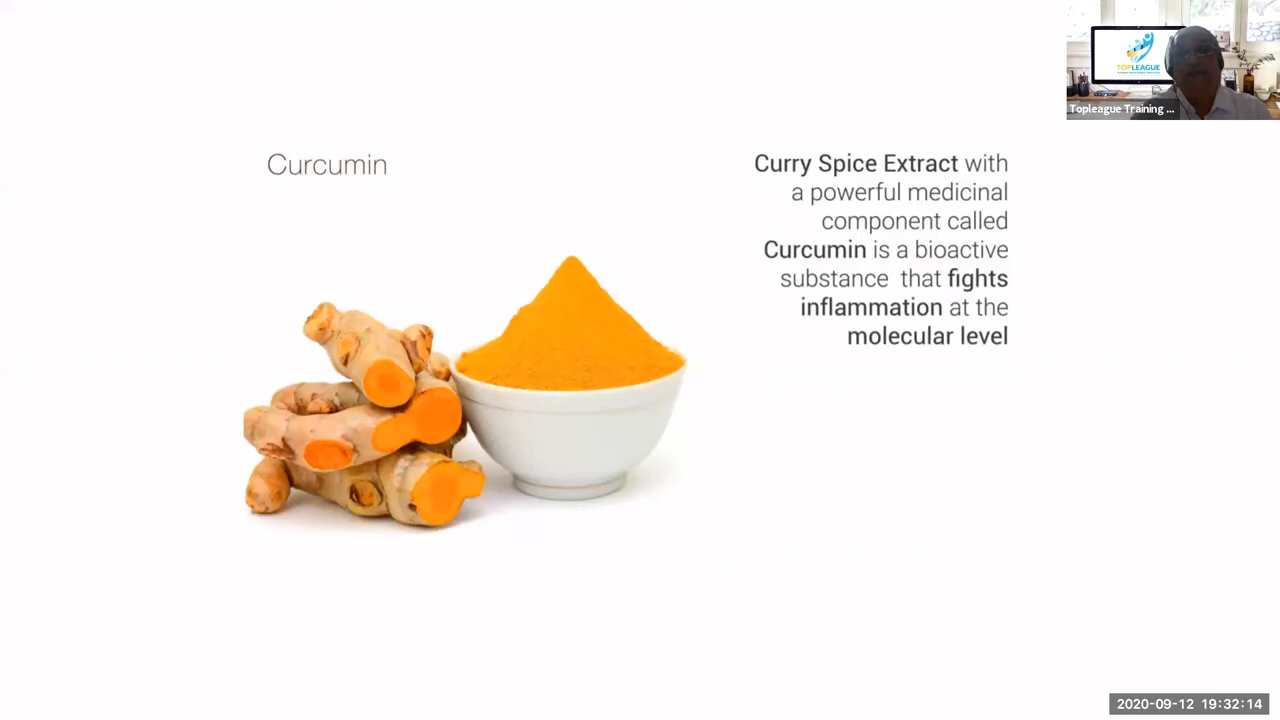 TOPLEAGUE
Topleague Training ...
Curcumin
Curry Spice Extract with
a powerful medicinal
component called
Curcumin is a bioactive
substance  that fights
inflammation at the
molecular level
2020-09-12 19:32:14